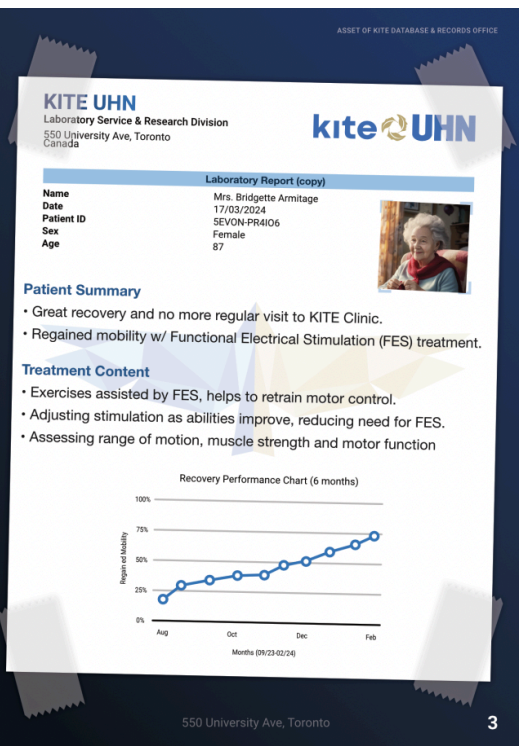 ASSET OF KITE DATABASE & RECORDS OFFICE
KITE UHN
Laboratory Service & Research Division
550 University Ave, Toronto
Canada
kite UHN
Laboratory Report (copy)
Name Mrs. Bridgette Armitage
Date 17/03/2024
Patient ID 5EVON-PR4IO6
Sex Female
Age 87
Patient Summary
• Great recovery and no more regular visit to KITE Clinic.
• Regained mobility w/ Functional Electrical Stimulation (FES) treatment.
Treatment Content
• Exercises assisted by FES, helps to retrain motor control.
• Adjusting stimulation as abilities improve, reducing need for FES.
• Assessing range of motion, muscle strength and motor function
Recovery Performance Chart (6 months)
100%
75%
50%
25%
0%
Regain ed Mobility
Aug Oct Dec Feb
Months (09/23-02/24)
550 University Ave, Toronto
3